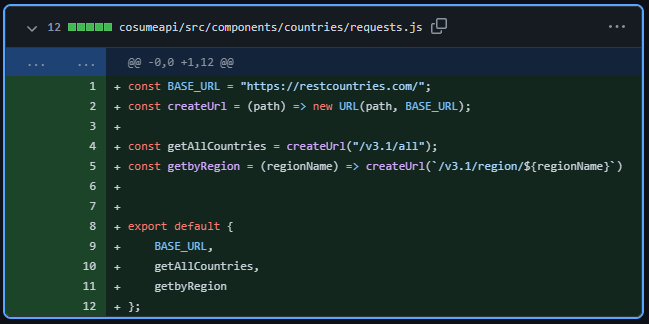 12 cosumeapi/src/components/countries/requests.js ...
... ... @@ -0,0 +1,12 @@
1 + const BASE_URL = "https://restcountries.com/";
2 + const createUrl = (path) => new URL(path, BASE_URL);
3 +
4 + const getAllCountries = createUrl("/v3.1/all");
5 + const getbyRegion = (regionName) => createUrl(`/v3.1/region/${regionName}`)
6 +
7 +
8 + export default {
9 +     BASE_URL,
10 +     getAllCountries,
11 +     getbyRegion
12 + };